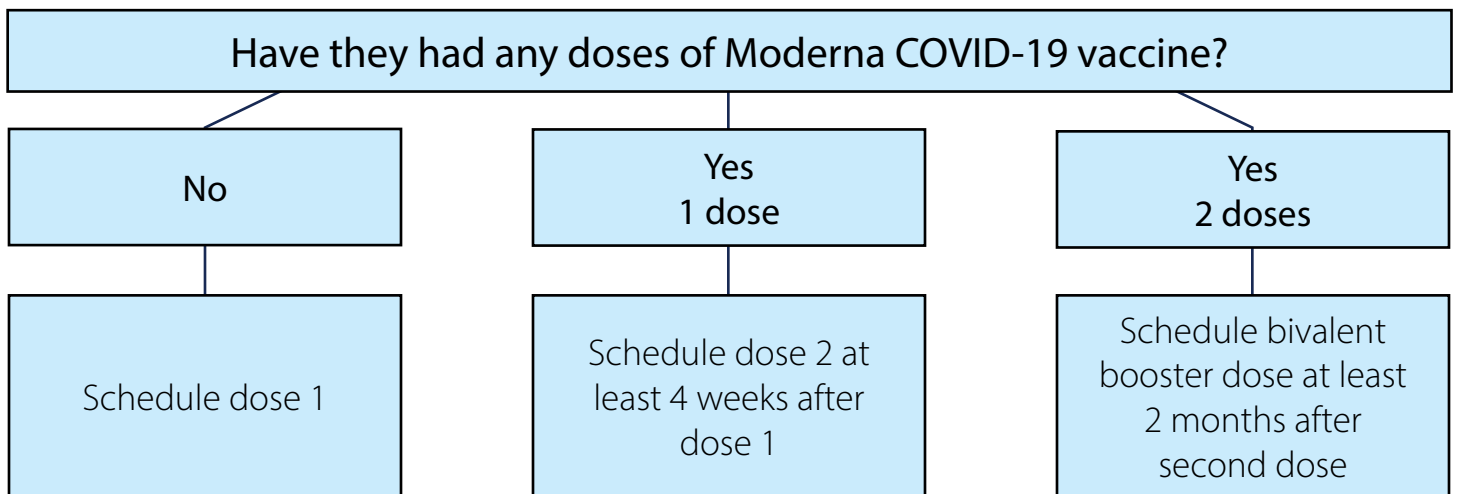 Have they had any doses of Moderna COVID-19 vaccine?
No
Yes
1 dose
Yes
2 doses
Schedule dose 1
Schedule dose 2 at
least 4 weeks after
dose 1
Schedule bivalent
booster dose at least
2 months after
second dose